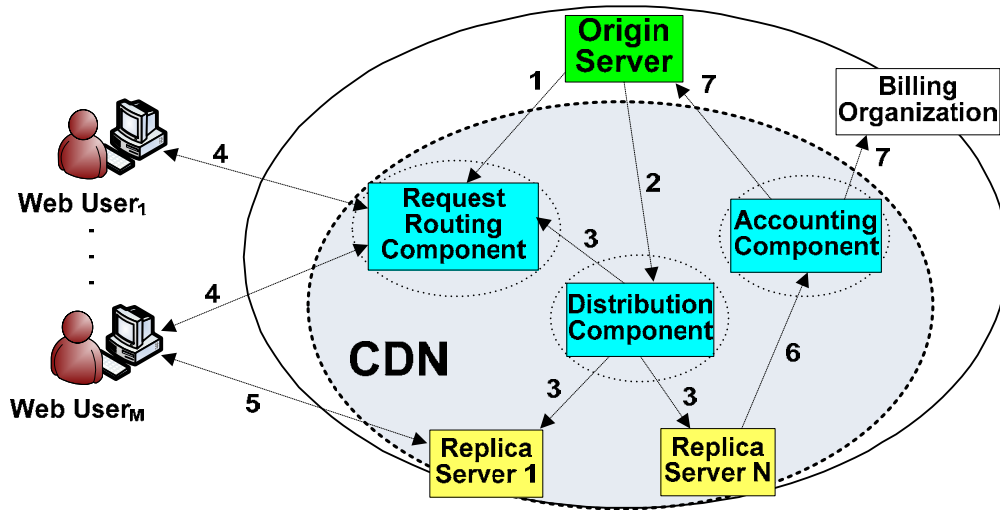 Origin
Server
1
7
Billing
Organization
4
7
2
Web User1
Request
Routing
Component
3
Accounting
Component
4
Distribution
Component
CDN
6
Web UserM
5
3
3
Replica
Server 1
Replica
Server N